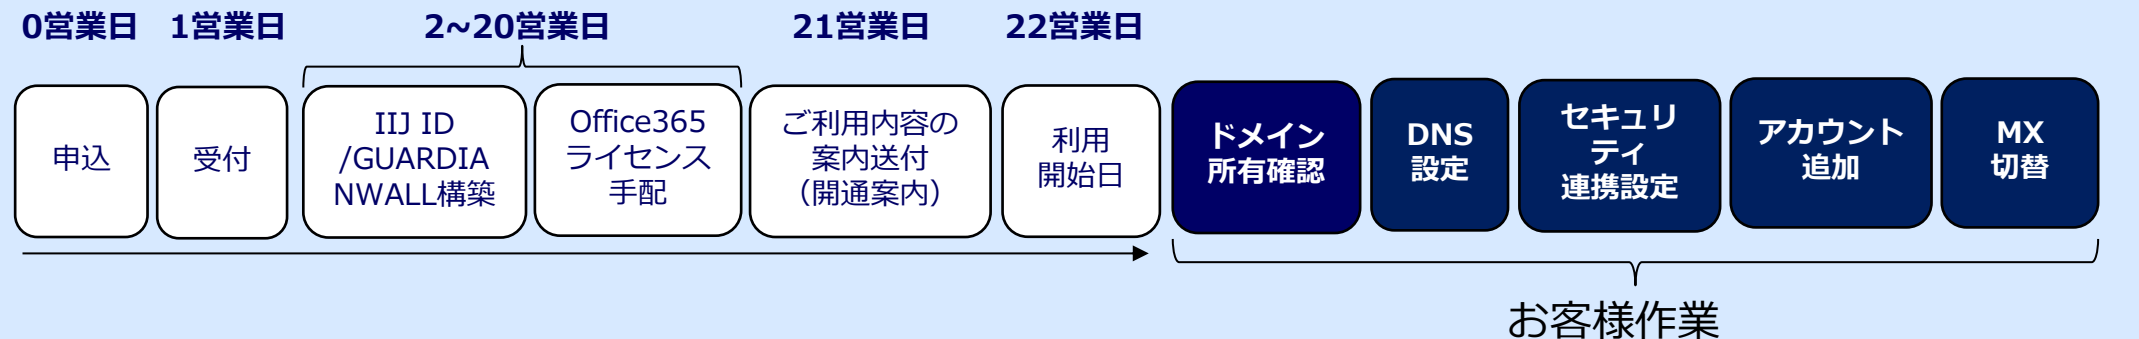 0営業日
1営業日
2~20営業日
21営業日
22営業日
申込
受付
IIJ ID
/GUARDIA
NWALL構築
Office365
ライセンス
手配
ご利用内容の
案内送付
（開通案内）
利用
開始日
ドメイン
所有確認
DNS
設定
セキュリ
ティ
連携設定
アカウント
追加
MX
切替
お客様作業